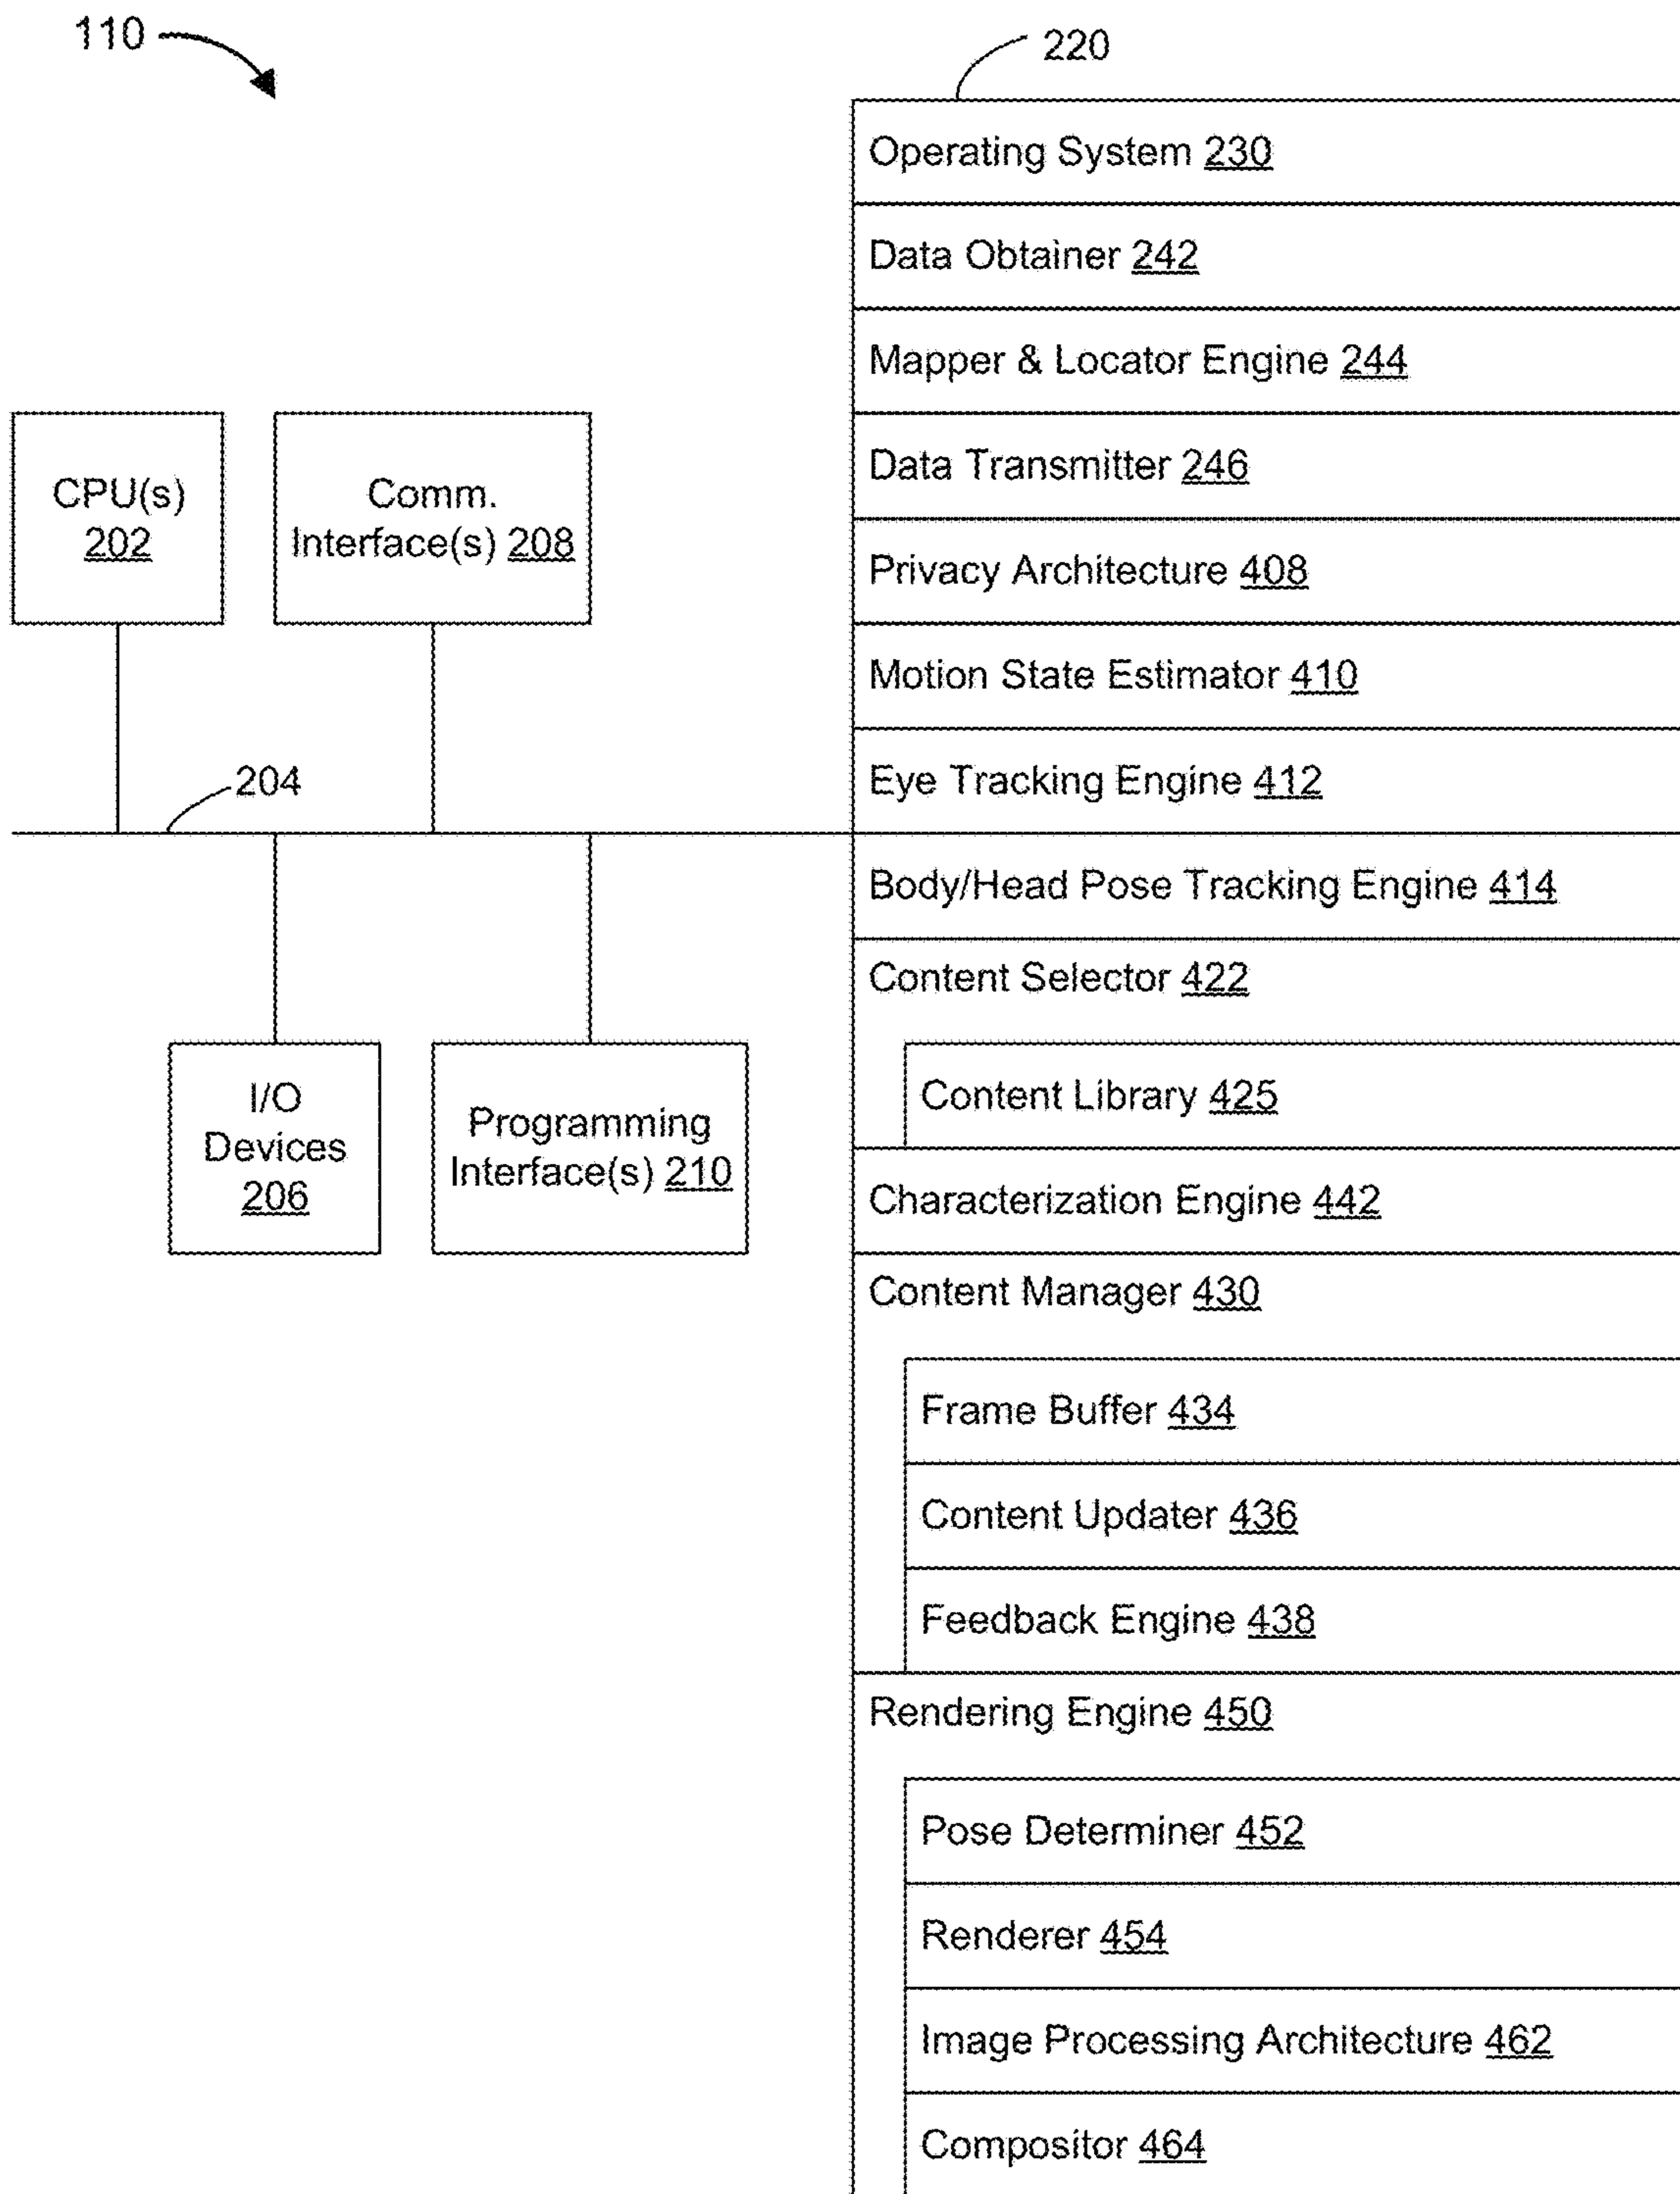 110
220
Operating System 230
Data Obtainer 242
Mapper & Locator Engine 244
Data Transmitter 246
Privacy Architecture 408
Motion State Estimator 410
Eye Tracking Engine 412
Body/Head Pose Tracking Engine 414
Content Selector 422
Content Library 425
Characterization Engine 442
Content Manager 430
Frame Buffer 434
Content Updater 436
Feedback Engine 438
Rendering Engine 450
Pose Determiner 452
Renderer 454
Image Processing Architecture 462
Compositor 464
CPU(s)
202
Comm.
Interface(s) 208
204
I/O
Devices
206
Programming
Interface(s) 210